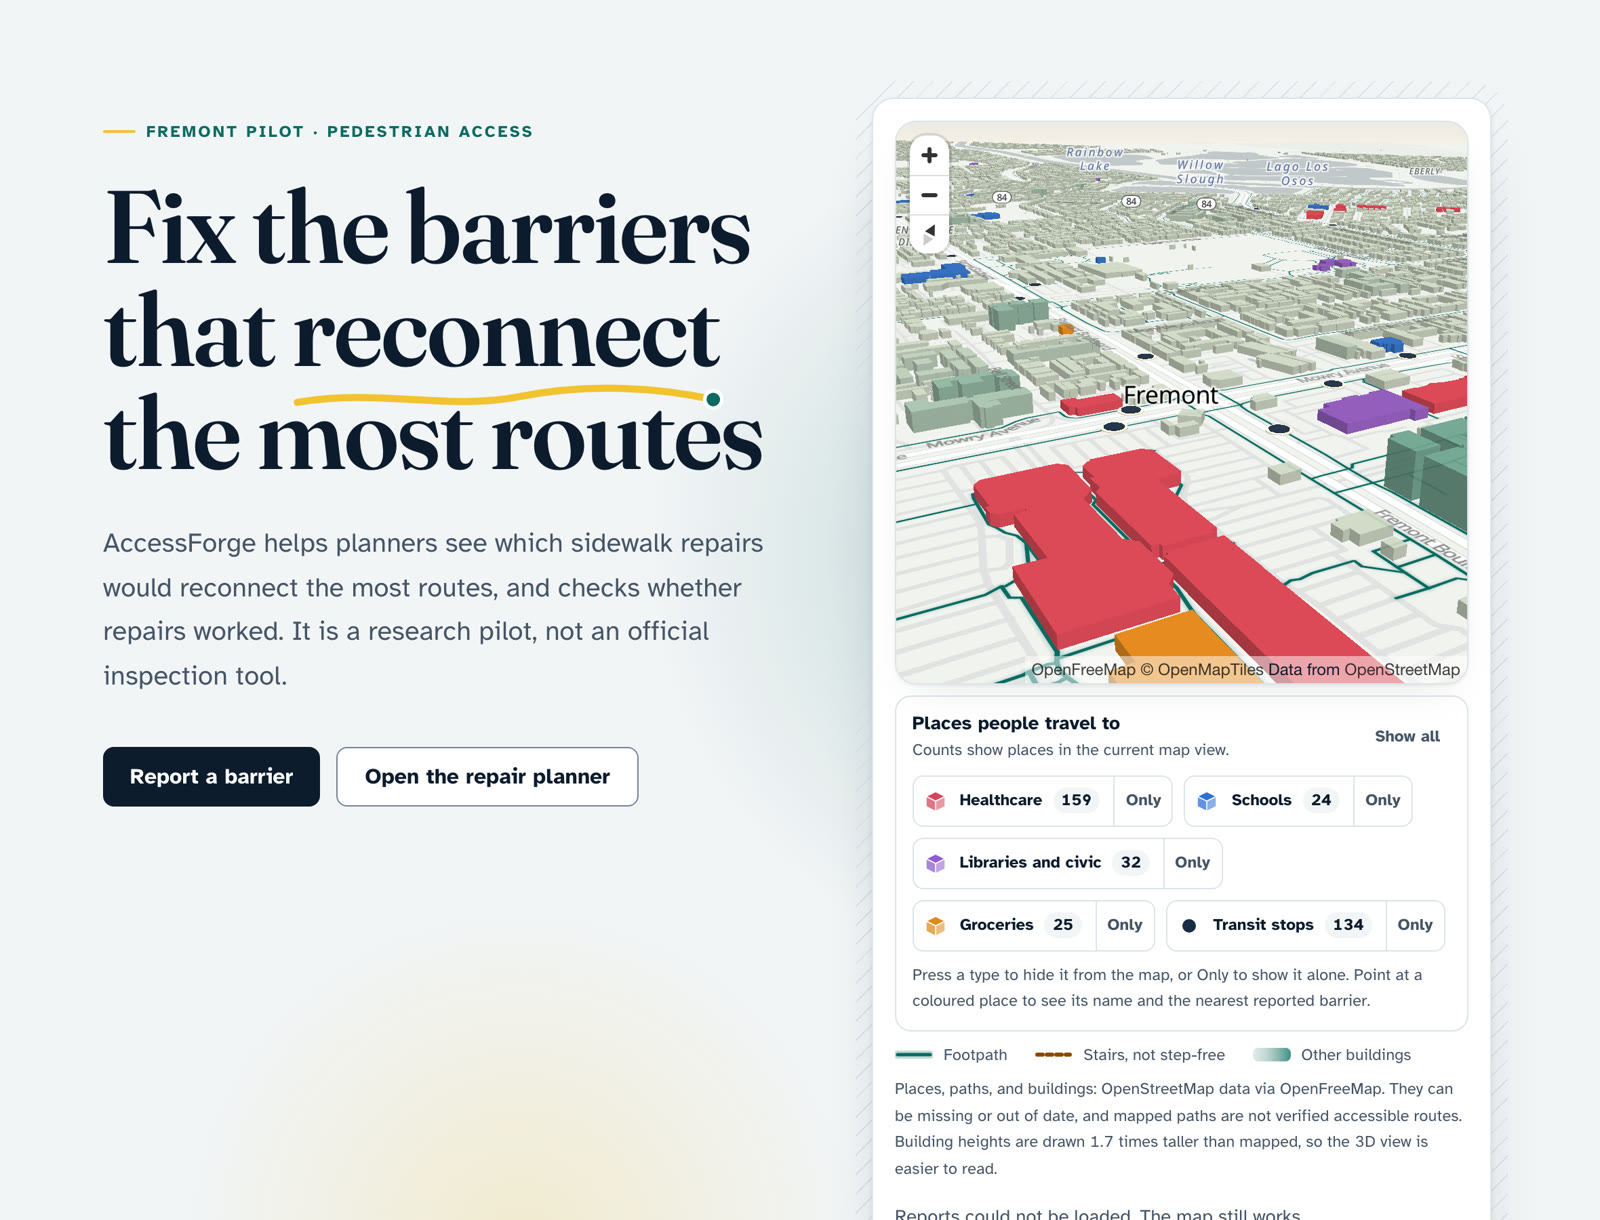 FREMONT PILOT · PEDESTRIAN ACCESS
Fix the barriers
that reconnect
the most routes
AccessForge helps planners see which sidewalk repairs
would reconnect the most routes, and checks whether
repairs worked. It is a research pilot, not an official
inspection tool.
Report a barrier
Open the repair planner
Rainbow
Lake
Willow
Slough
Lago Los
Osos
EBERLY
84
84
84
Mowry Avenue
Fremont
Mowry Avenue
Fremont Boul
OpenFreeMap © OpenMapTiles Data from OpenStreetMap
Places people travel to
Counts show places in the current map view.
Show all
Healthcare 159 Only
Schools 24 Only
Libraries and civic 32 Only
Groceries 25 Only
Transit stops 134 Only
Press a type to hide it from the map, or Only to show it alone. Point at a
coloured place to see its name and the nearest reported barrier.
Footpath
Stairs, not step-free
Other buildings
Places, paths, and buildings: OpenStreetMap data via OpenFreeMap. They can
be missing or out of date, and mapped paths are not verified accessible routes.
Building heights are drawn 1.7 times taller than mapped, so the 3D view is
easier to read.
Reports could not be loaded. The map still works.